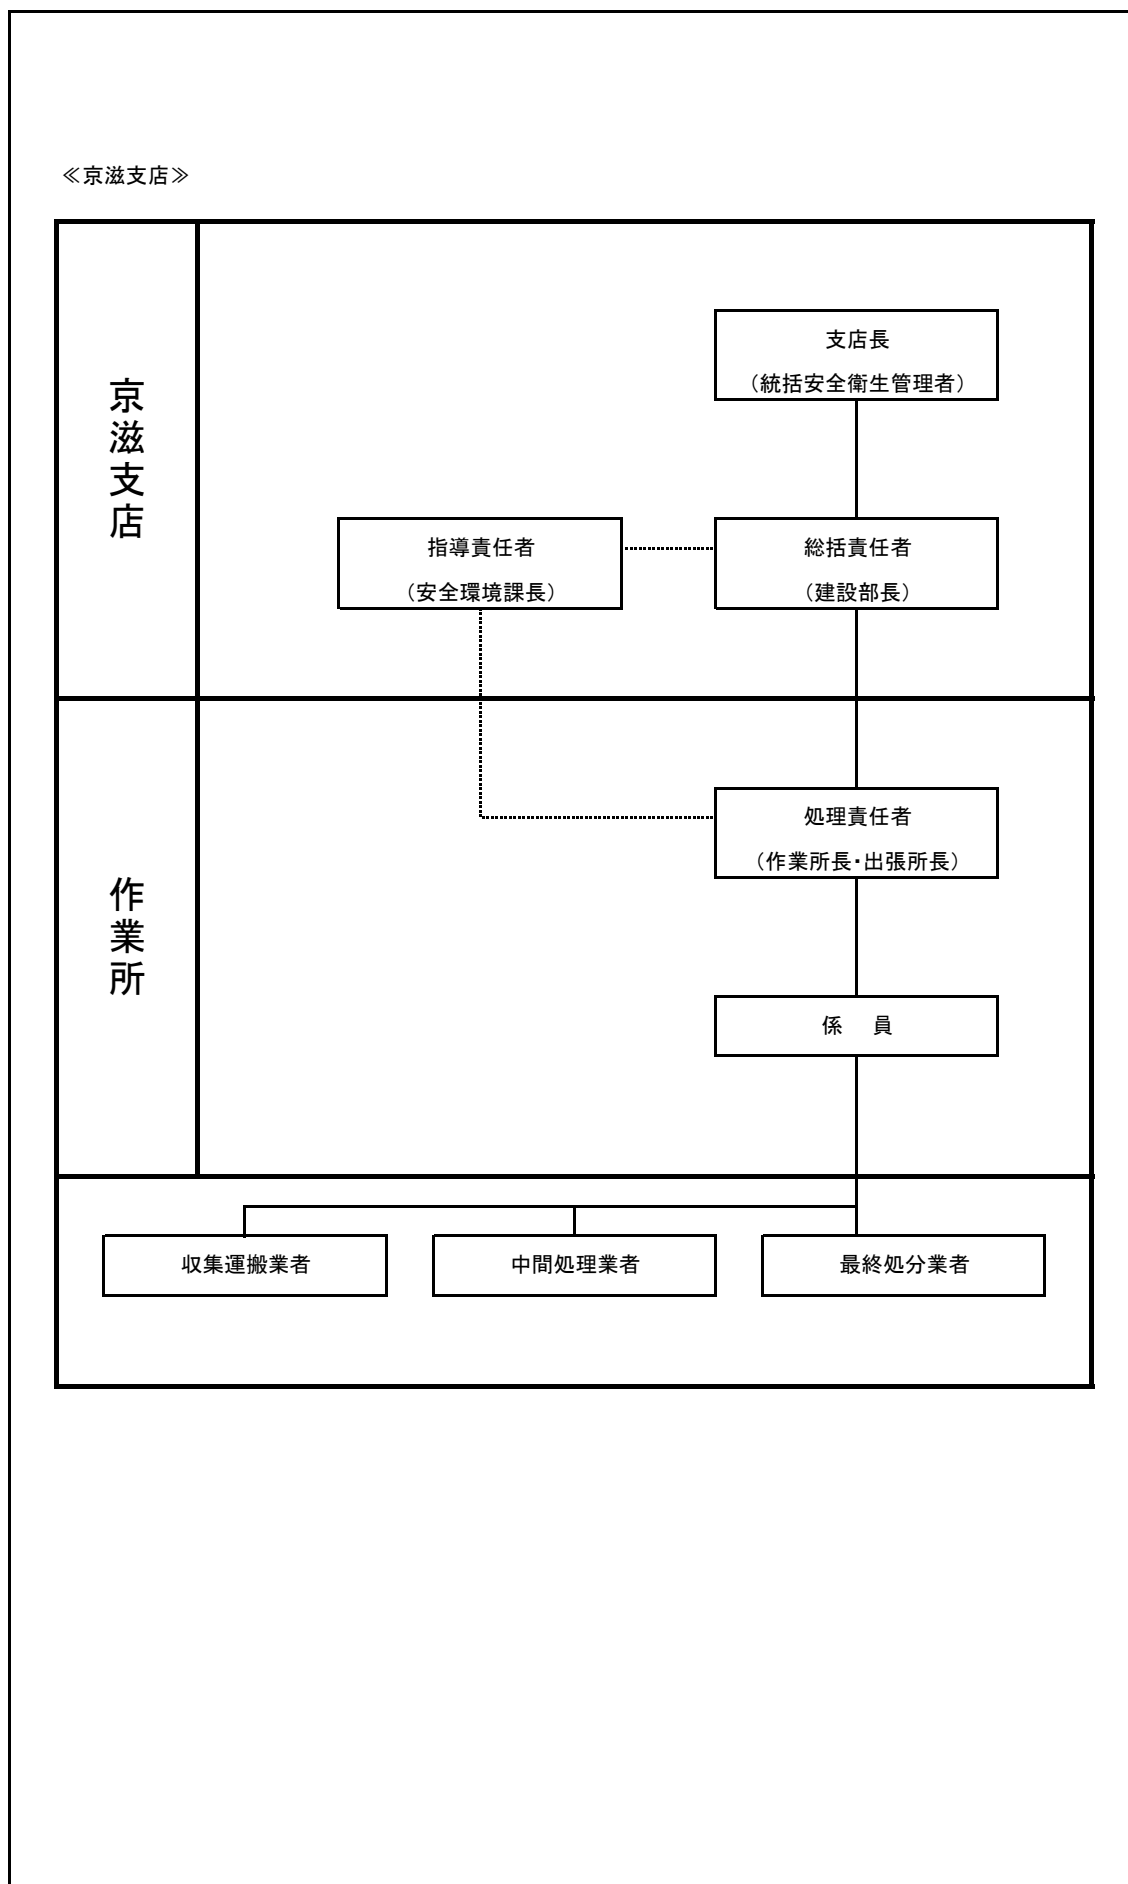 ≪京滋支店≫
京滋支店
支店長
（統括安全衛生管理者）
指導責任者
（安全環境課長）
総括責任者
（建設部長）
作業所
処理責任者
（作業所長・出張所長）
係　員
収集運搬業者
中間処理業者
最終処分業者